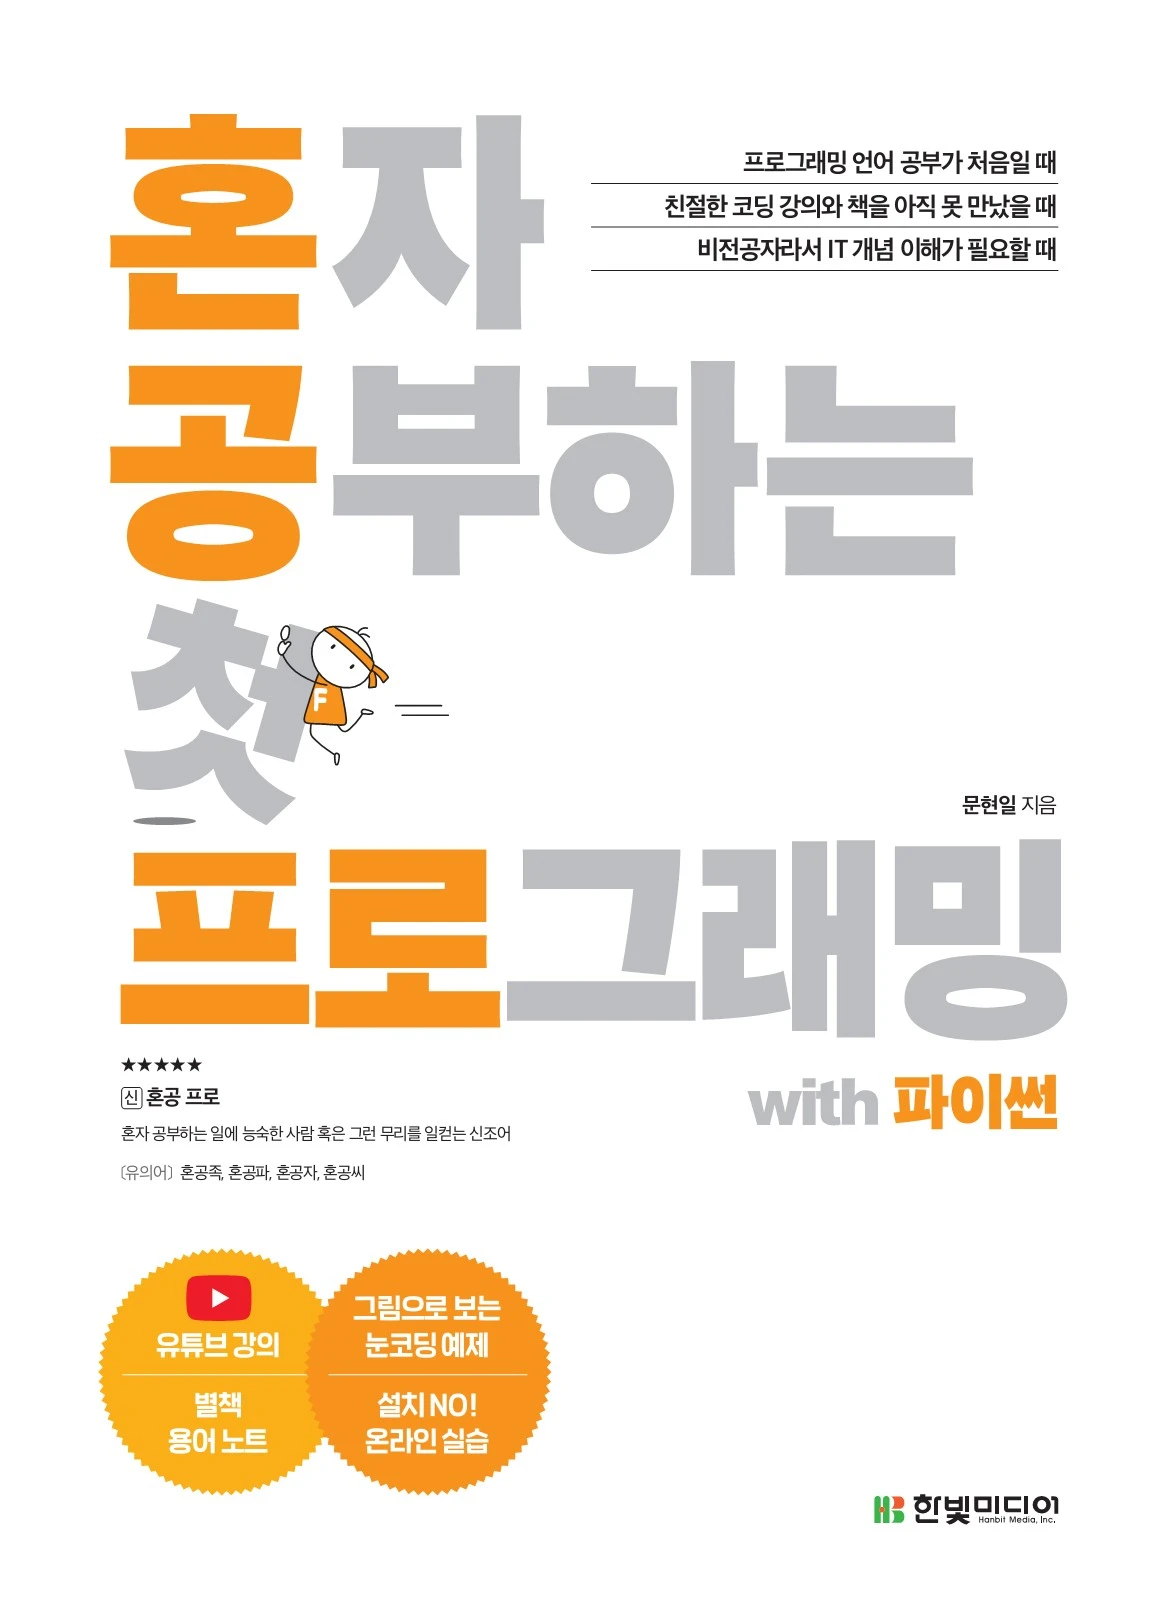 혼자
공부하는
첫
프로그래밍
with 파이썬
프로그래밍 언어 공부가 처음일 때
친절한 코딩 강의와 책을 아직 못 만났을 때
비전공자라서 IT 개념 이해가 필요할 때
F
문현일 지음
★★★★★
신 혼공 프로
혼자 공부하는 일에 능숙한 사람 혹은 그런 무리를 일컫는 신조어
〔유의어〕 혼공족, 혼공파, 혼공자, 혼공씨
유튜브 강의
별책
용어 노트
그림으로 보는
눈코딩 예제
설치 NO!
온라인 실습
HB 한빛미디어
Hanbit Media, Inc.